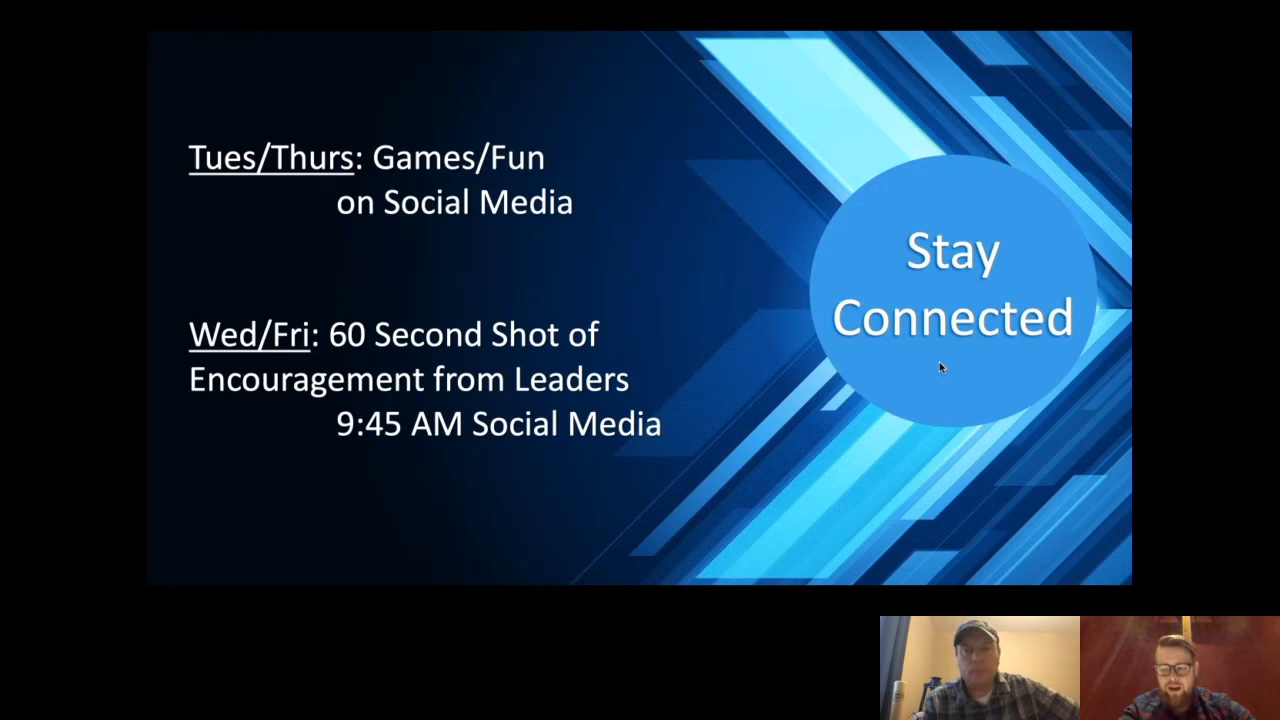 Tues/Thurs: Games/Fun
on Social Media
Wed/Fri: 60 Second Shot of
Encouragement from Leaders
9:45 AM Social Media
Stay
Connected